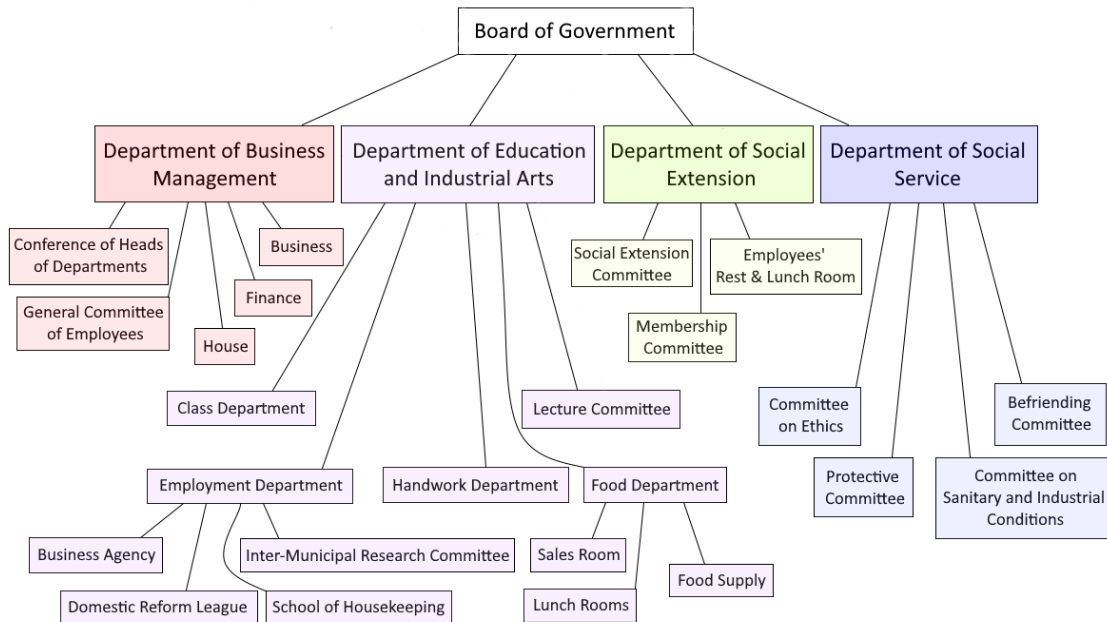 Board of Government
Department of Business
Management
Department of Education
and Industrial Arts
Department of Social
Extension
Department of Social
Service
Conference of Heads
of Departments
General Committee
of Employees
House
Finance
Business
Social Extension
Committee
Membership
Committee
Employees'
Rest & Lunch Room
Class Department
Lecture Committee
Employment Department
Handwork Department
Food Department
Committee
on Ethics
Protective
Committee
Committee on
Sanitary and Industrial
Conditions
Befriending
Committee
Business Agency
Domestic Reform League
School of Housekeeping
Inter-Municipal Research Committee
Sales Room
Lunch Rooms
Food Supply